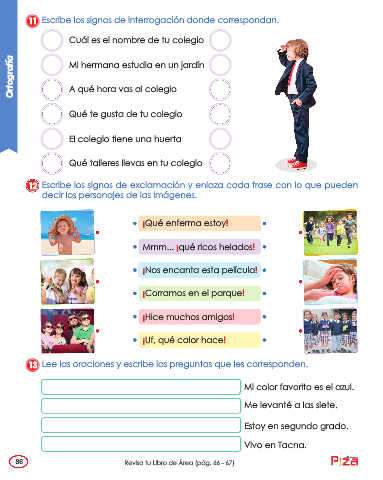 Ortografía
11 Escribe los signos de interrogación donde correspondan.
Cuál es el nombre de tu colegio
Mi hermana estudia en un jardín
A qué hora vas al colegio
Qué te gusta de tu colegio
El colegio tiene una huerta
Qué talleres llevas en tu colegio
12 Escribe los signos de exclamación y enlaza cada frase con lo que pueden
decir los personajes de las imágenes.
¡Qué enferma estoy!
Mmm... ¡qué ricos helados!
¡Nos encanta esta película!
¡Corramos en el parque!
¡Hice muchos amigos!
¡Uf, qué calor hace!
13 Lee las oraciones y escribe las preguntas que les corresponden.
Mi color favorito es el azul.
Me levanté a las siete.
Estoy en segundo grado.
Vivo en Tacna.
86
Revisa tu Libro de Área (pág. 66 - 67)
P!zA